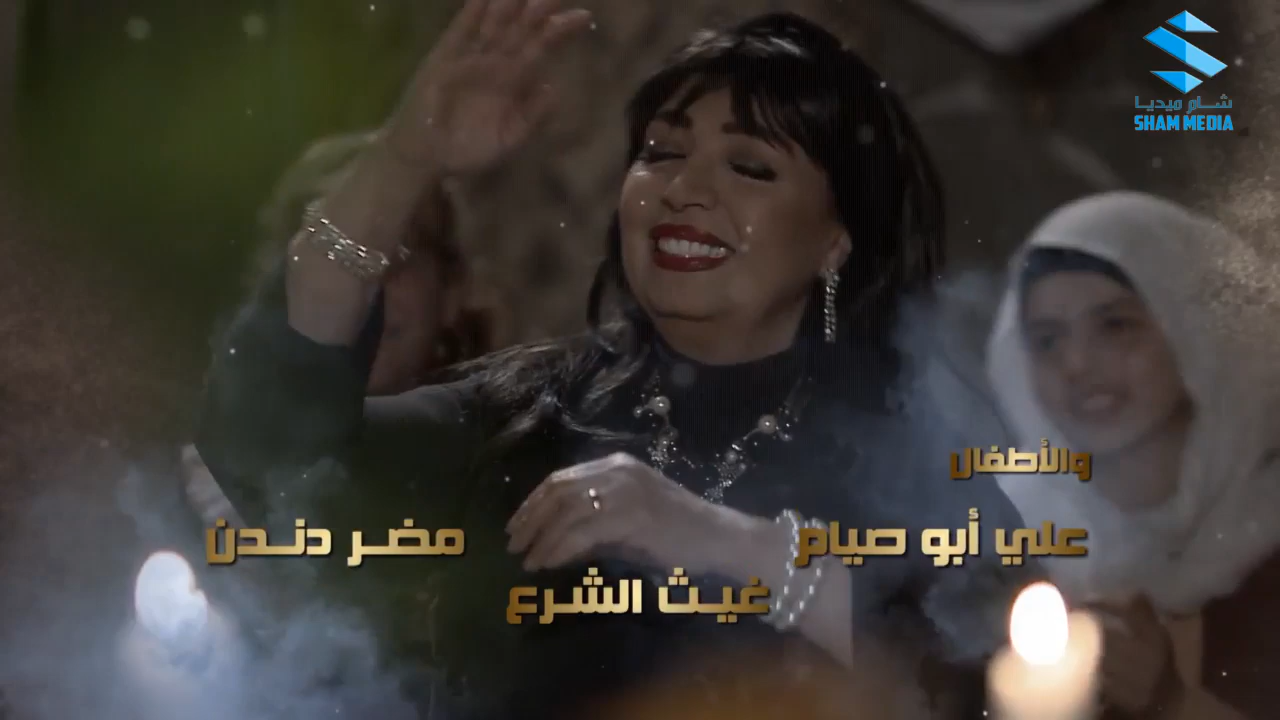 شام ميديا
SHAM MEDIA
والأطفال
علي أبو صيام
مضر دندن
غيث الشرع